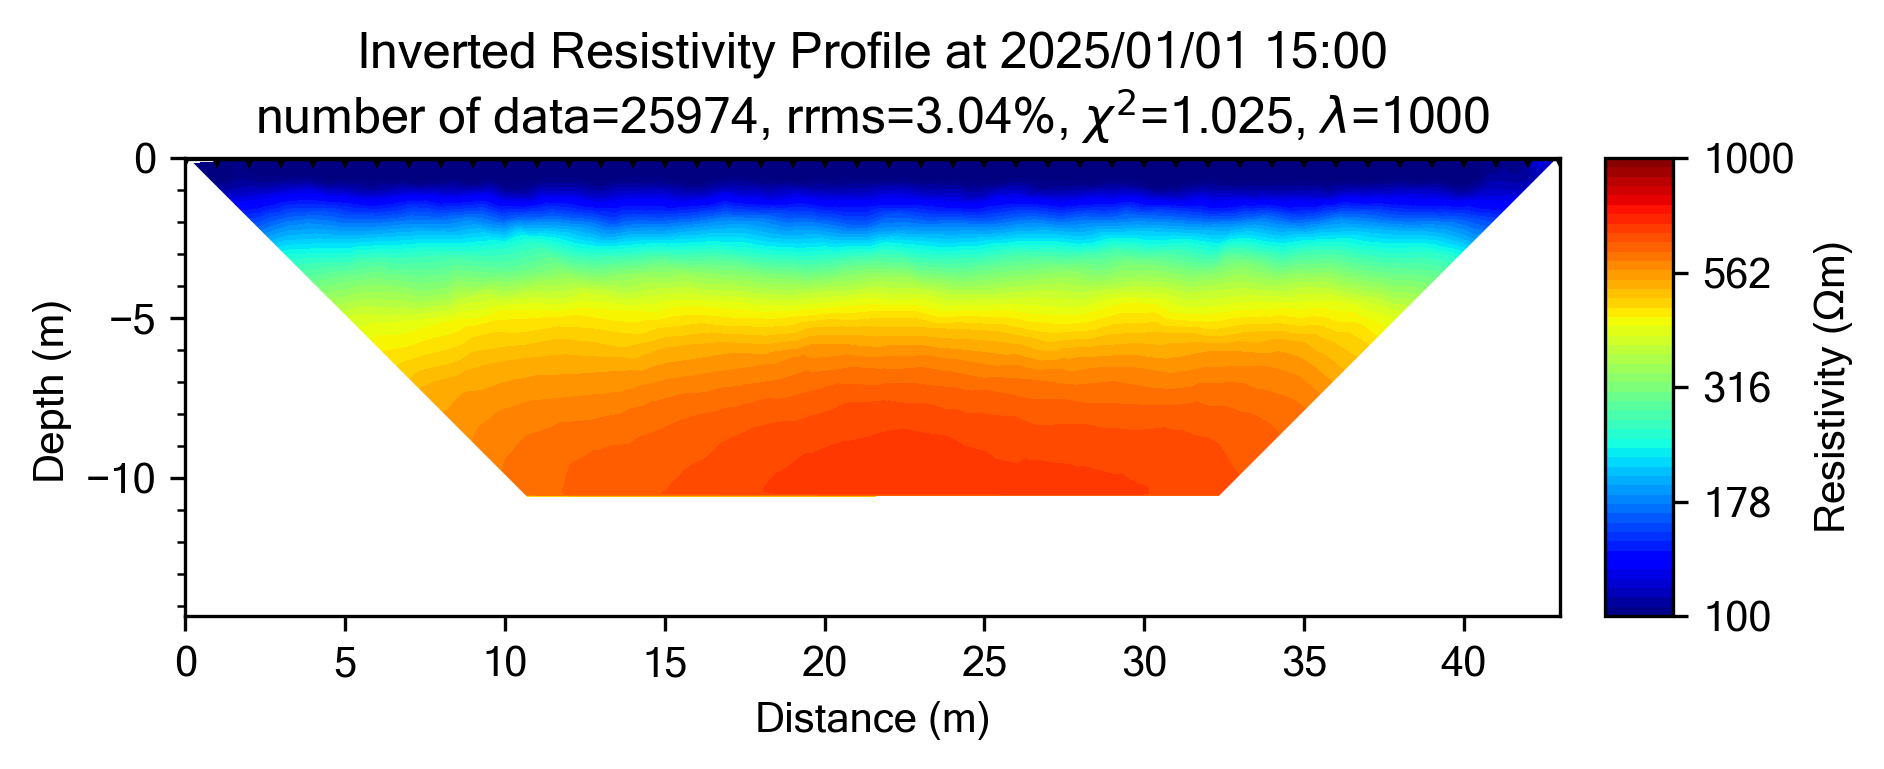 Inverted Resistivity Profile at 2025/01/01 15:00
number of data=25974, rrms=3.04%, χ²=1.025, λ=1000
0
−5
−10
Depth (m)
0 5 10 15 20 25 30 35 40
Distance (m)
1000
562
316
178
100
Resistivity (Ωm)